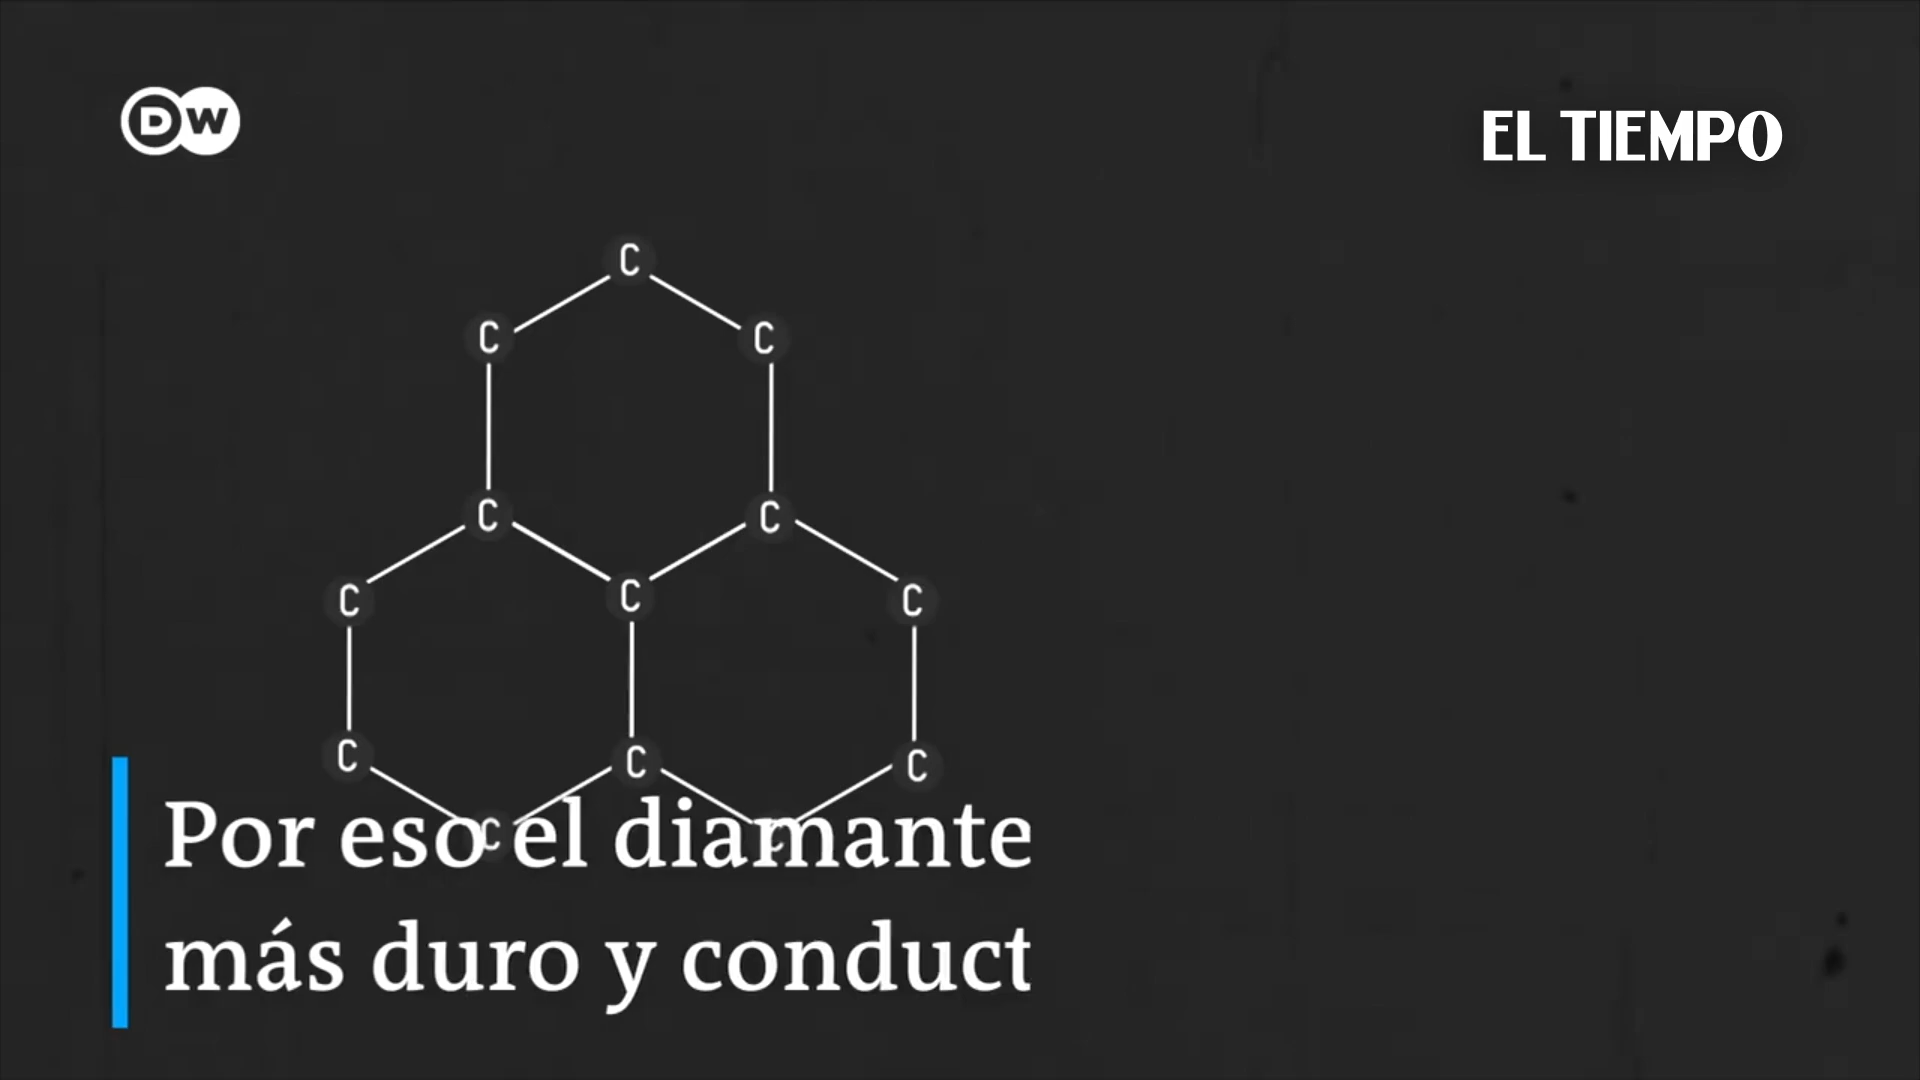 DW
EL TIEMPO
C
C C
C C
C C C
C C C
C C
Por eso el diamante
más duro y conduct